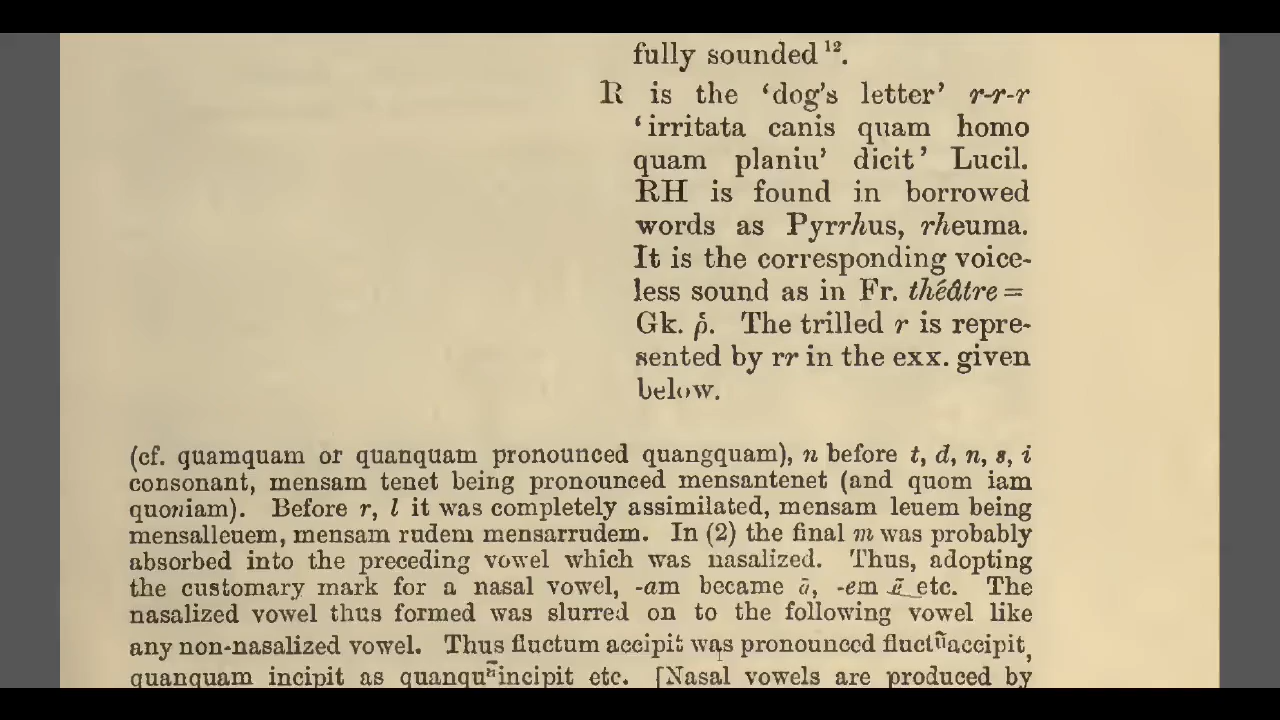 fully sounded ¹².
R is the ‘dog's letter’ r-r-r
‘irritata canis quam homo
quam planiu’ dicit’ Lucil.
RH is found in borrowed
words as Pyrrhus, rheuma.
It is the corresponding voice-
less sound as in Fr. théâtre =
Gk. ῥ. The trilled r is repre-
sented by rr in the exx. given
below.
(cf. quamquam or quanquam pronounced quangquam), n before t, d, n, s, i
consonant, mensam tenet being pronounced mensantenet (and quom iam
quoniam). Before r, l it was completely assimilated, mensam leuem being
mensalleuem, mensam rudem mensarrudem. In (2) the final m was probably
absorbed into the preceding vowel which was nasalized. Thus, adopting
the customary mark for a nasal vowel, -am became ã, -em ẽ etc. The
nasalized vowel thus formed was slurred on to the following vowel like
any non-nasalized vowel. Thus fluctum accipit was pronounced fluctũaccipit,
quanquam incipit as quanquãincipit etc. [Nasal vowels are produced by